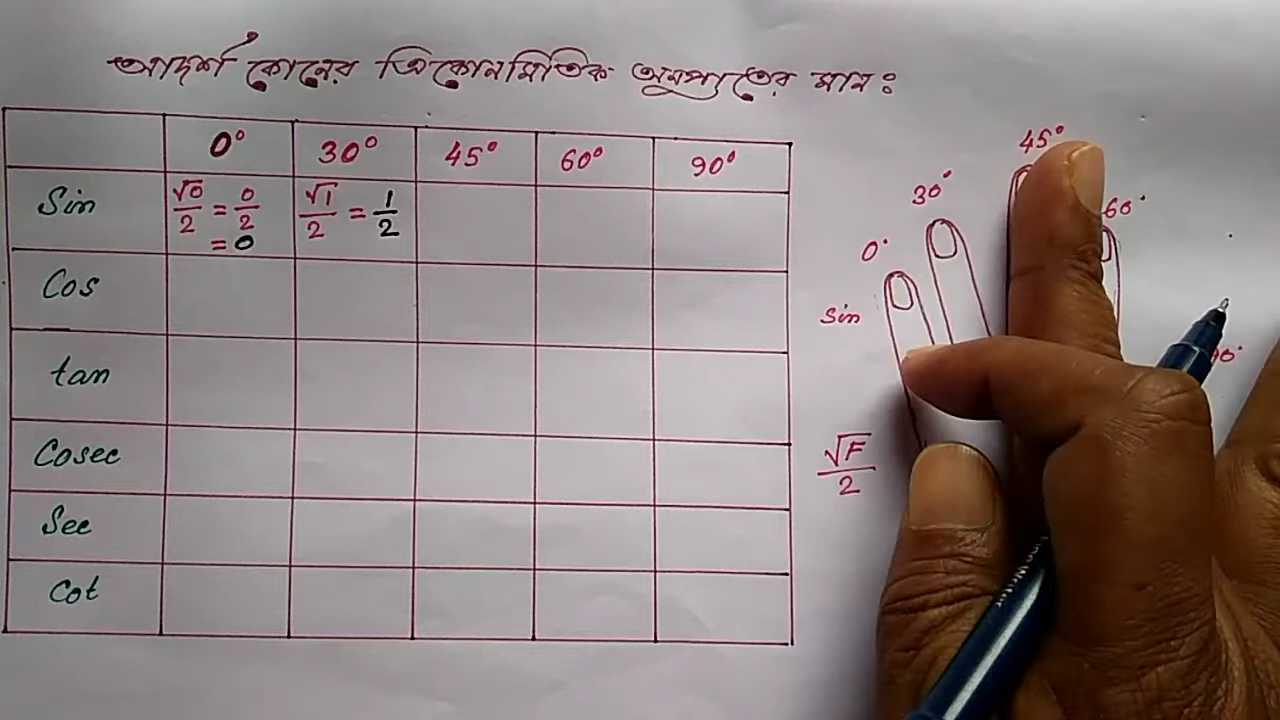 আদর্শ কোনের ত্রিকোনমিতিক অনুপাতের মান ঃ
0° 30° 45° 60° 90°
Sin √0/2 = 0/2 = 0 √1/2 = 1/2
Cos
tan
Cosec
Sec
Cot
45°
30°
60°
0°
Sin
√F/2